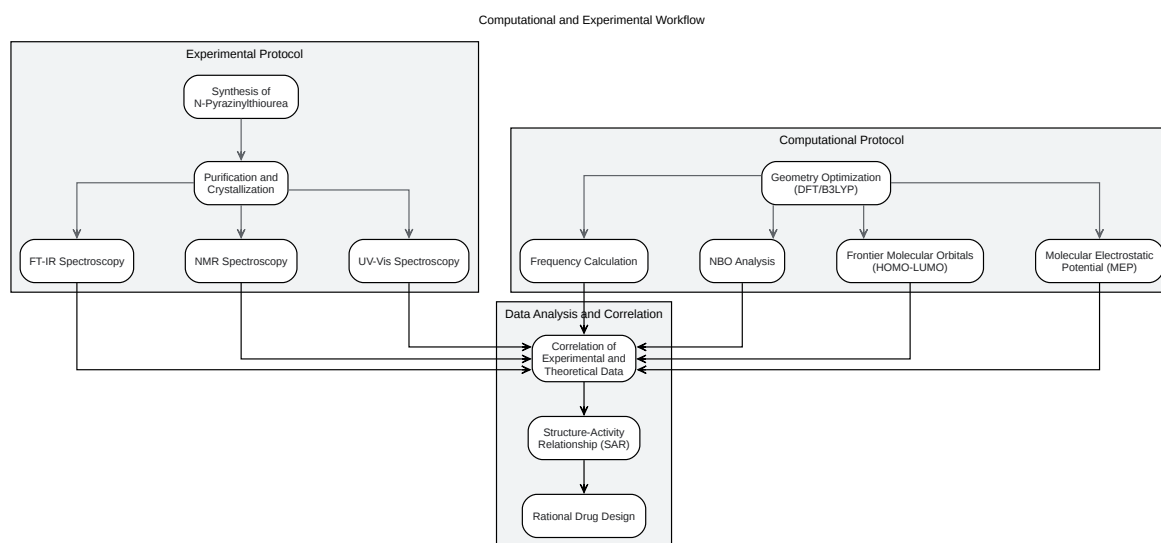 Computational and Experimental Workflow
Experimental Protocol
Synthesis of
N-Pyrazinylthiourea
Purification and
Crystallization
FT-IR Spectroscopy
NMR Spectroscopy
UV-Vis Spectroscopy
Computational Protocol
Geometry Optimization
(DFT/B3LYP)
Frequency Calculation
NBO Analysis
Frontier Molecular Orbitals
(HOMO-LUMO)
Molecular Electrostatic
Potential (MEP)
Data Analysis and Correlation
Correlation of
Experimental and
Theoretical Data
Structure-Activity
Relationship (SAR)
Rational Drug Design